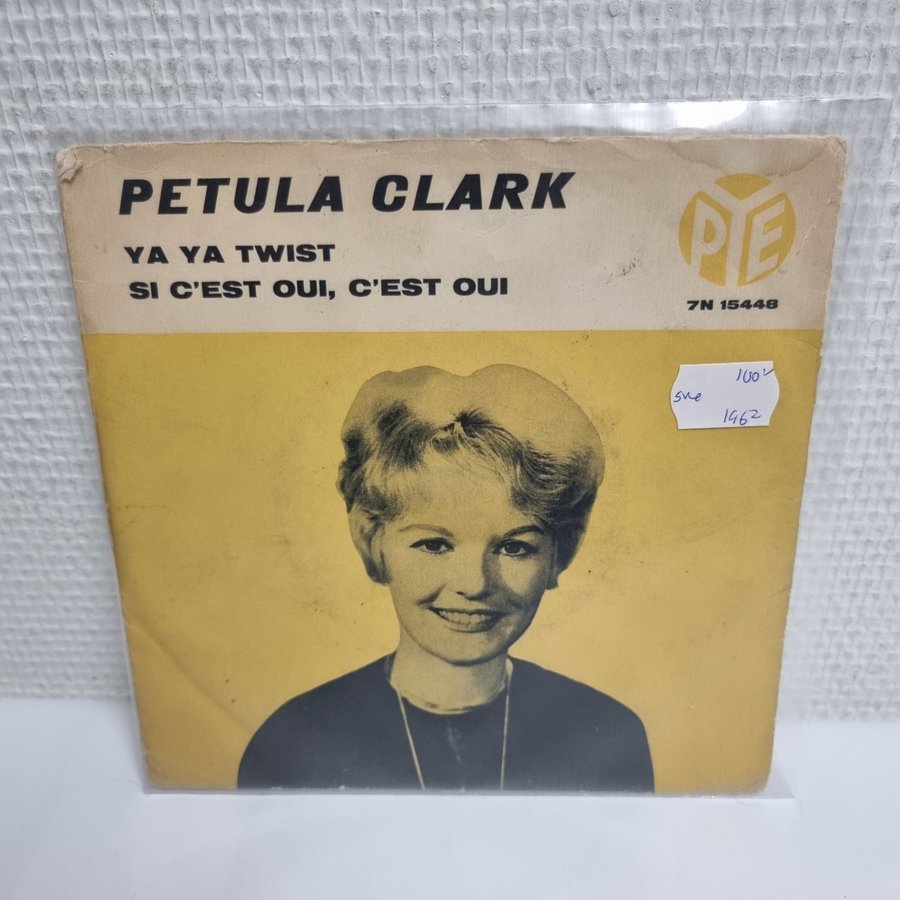 PETULA CLARK
YA YA TWIST
SI C'EST OUI, C'EST OUI
PYE
7N 15448
100
1962